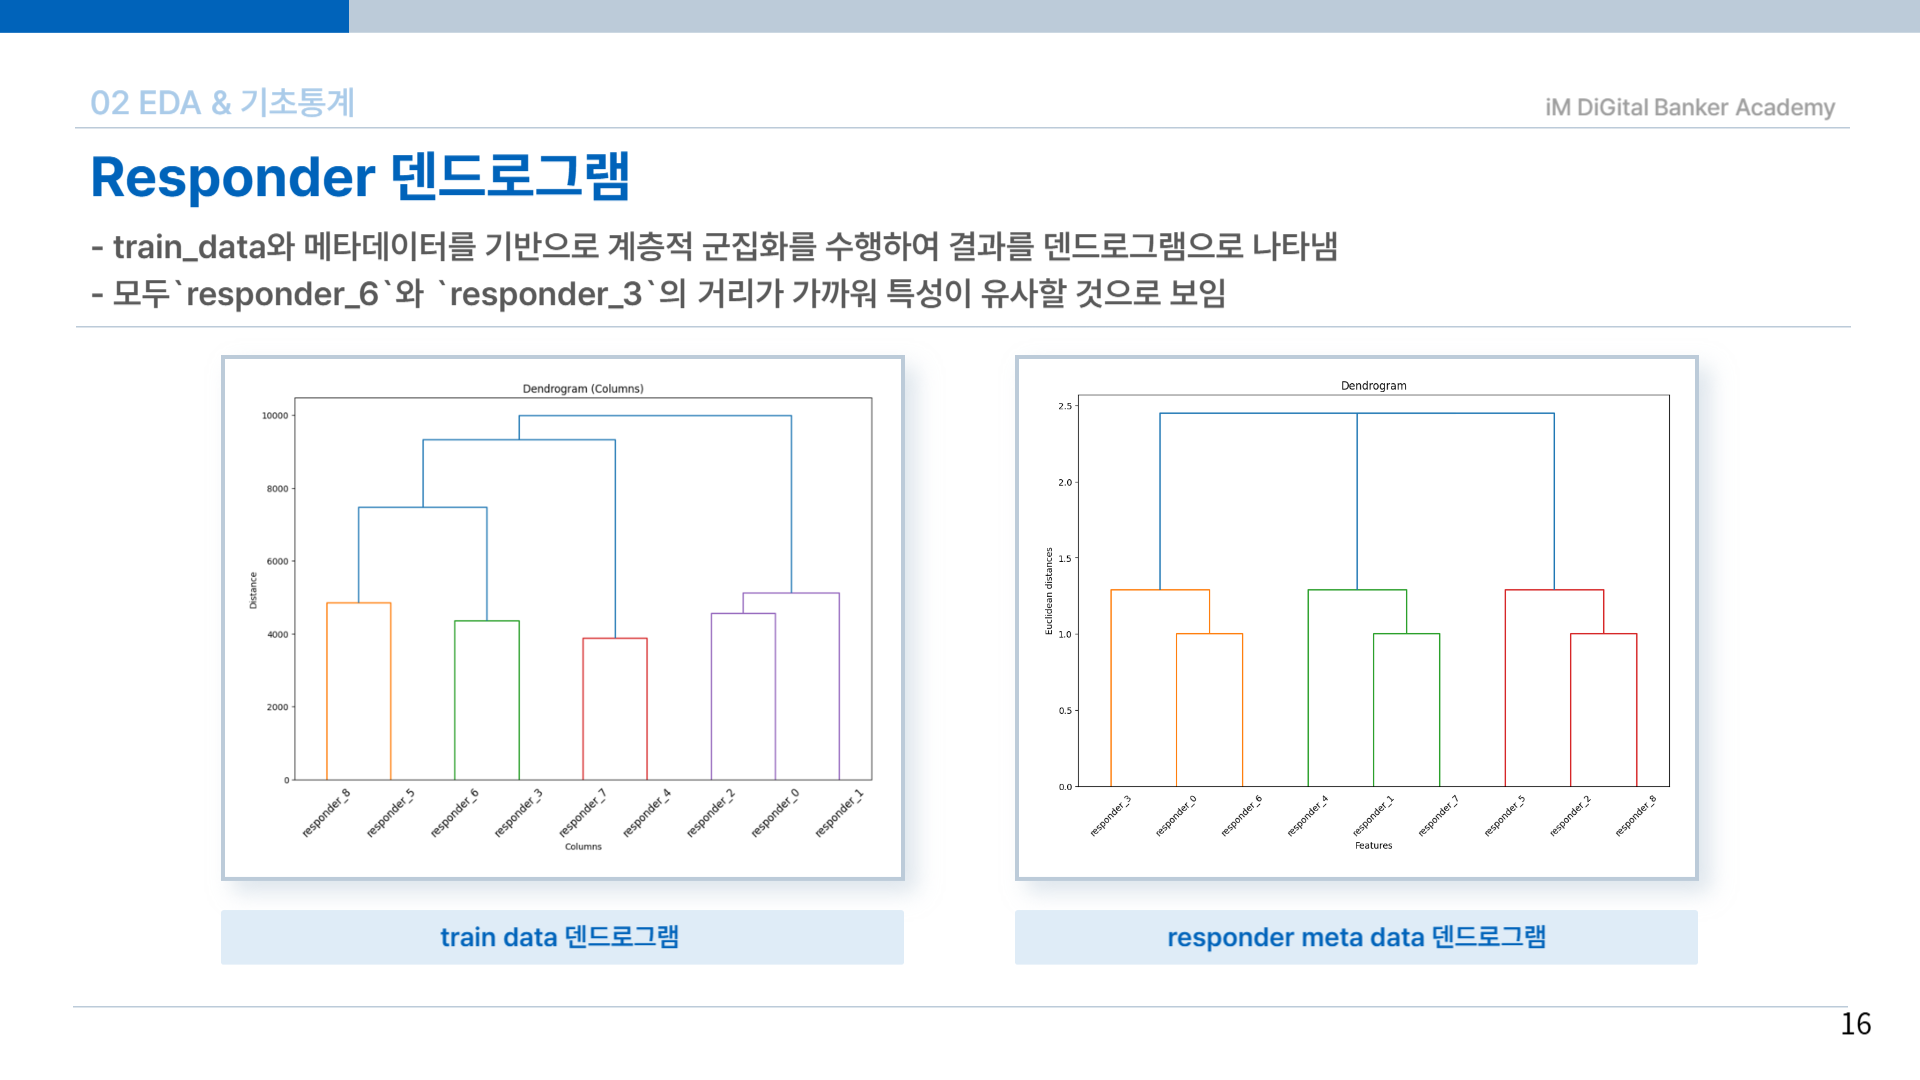 02 EDA & 기초통계
iM DiGital Banker Academy
Responder 덴드로그램
- train_data와 메타데이터를 기반으로 계층적 군집화를 수행하여 결과를 덴드로그램으로 나타냄
- 모두`responder_6`와 `responder_3`의 거리가 가까워 특성이 유사할 것으로 보임
Dendrogram (Columns)
10000
8000
6000
4000
2000
0
Distance
responder_8
responder_5
responder_6
responder_3
responder_7
responder_4
responder_2
responder_0
responder_1
Columns
Dendrogram
2.5
2.0
1.5
1.0
0.5
0.0
Euclidean distances
responder_3
responder_0
responder_6
responder_4
responder_1
responder_7
responder_5
responder_2
responder_8
Features
train data 덴드로그램
responder meta data 덴드로그램
16